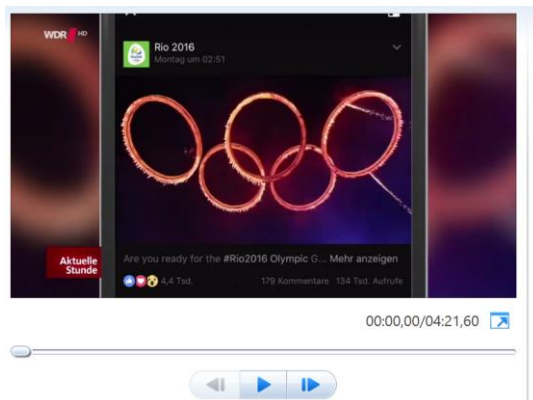 WDR HD
Rio 2016
Montag um 02:51
Aktuelle
Stunde
Are you ready for the #Rio2016 Olympic G... Mehr anzeigen
4,4 Tsd.
179 Kommentare 134 Tsd. Aufrufe
00:00,00/04:21,60